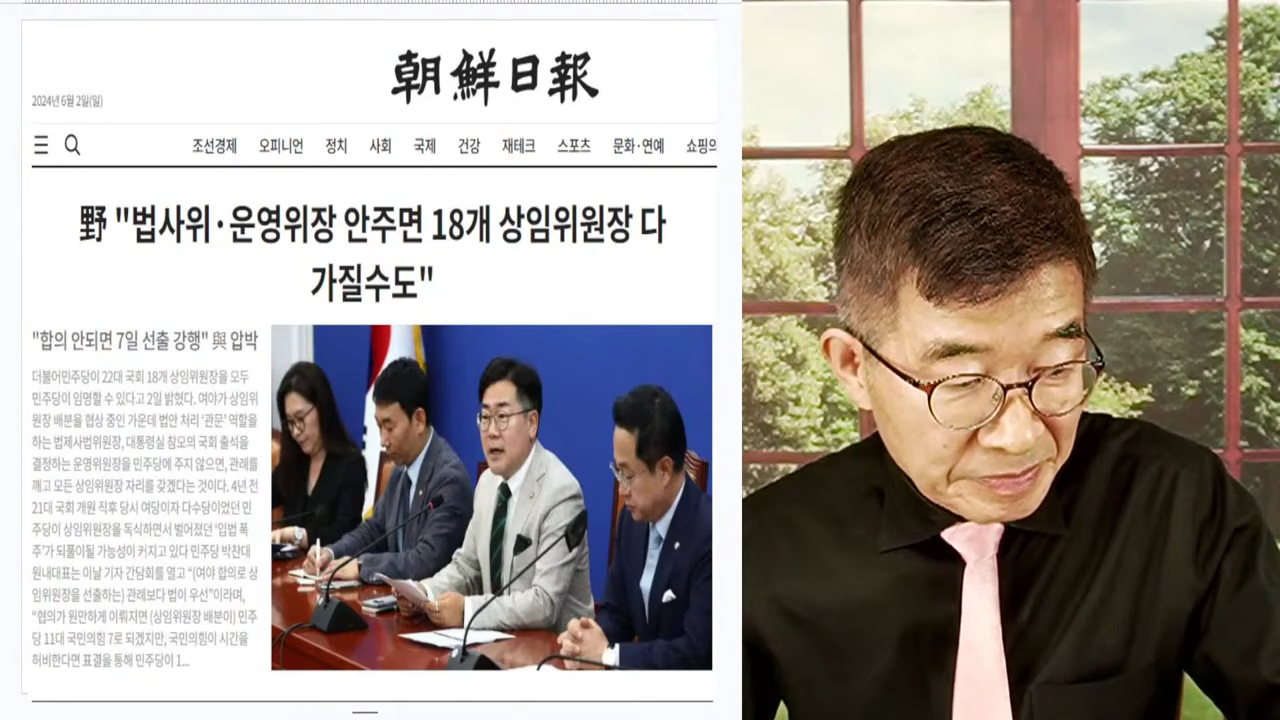 朝鮮日報
2024년 6월 2일(일)
조선경제 오피니언 정치 사회 국제 건강 재테크 스포츠 문화·연예 쇼핑의
野 "법사위·운영위장 안주면 18개 상임위원장 다
가질수도"
"합의 안되면 7일 선출 강행" 與 압박
더불어민주당이 22대 국회 18개 상임위원장을 모두
민주당이 임명할 수 있다고 2일 밝혔다. 여야가 상임위
원장 배분을 협상 중인 가운데 법안 처리 '관문' 역할을
하는 법제사법위원장, 대통령실 참모의 국회 출석을
결정하는 운영위원장을 민주당에 주지 않으면, 관례를
깨고 모든 상임위원장 자리를 갖겠다는 것이다. 4년 전
21대 국회 개원 직후 당시 여당이자 다수당이었던 민
주당이 상임위원장을 독식하면서 벌어졌던 '입법 폭
주'가 되풀이될 가능성이 커지고 있다 민주당 박찬대
원내대표는 이날 기자 간담회를 열고 "(여야 합의로 상
임위원장을 선출하는) 관례보다 법이 우선"이라며,
"협의가 원만하게 이뤄지면 (상임위원장 배분이) 민주
당 11대 국민의힘 7로 되겠지만, 국민의힘이 시간을
허비한다면 표결을 통해 민주당이 1...